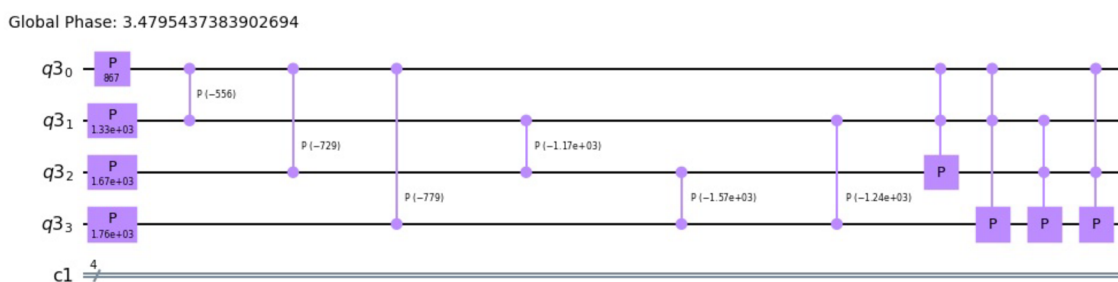 Global Phase: 3.4795437383902694
q3₀ P 867
P (−556)
q3₁ P 1.33e+03
P (−729) P (−1.17e+03)
q3₂ P 1.67e+03 P
P (−779) P (−1.57e+03) P (−1.24e+03)
q3₃ P 1.76e+03 P P P
4
c1